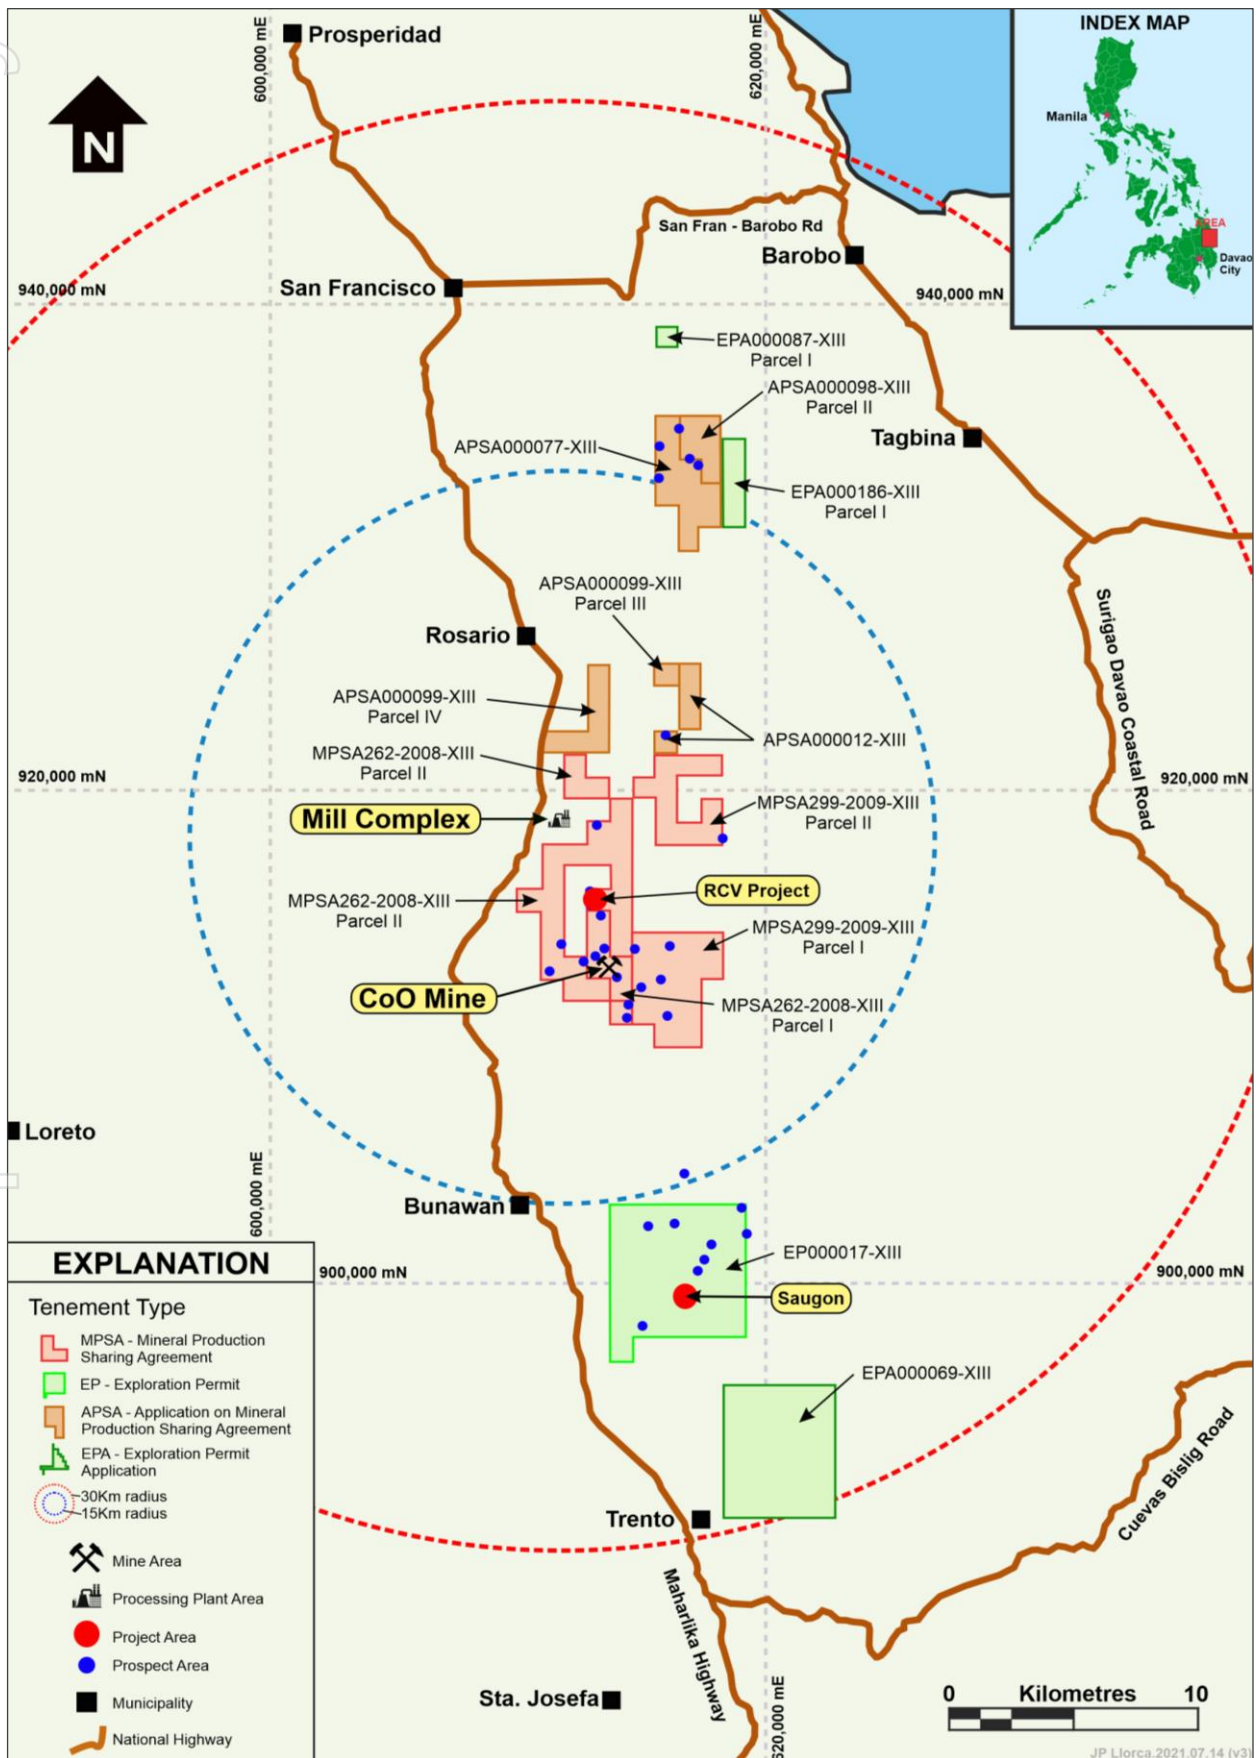 Prosperidad
600,000 mE
620,000 mE
INDEX MAP
Manila
Davao
City
N
San Fran - Barobo Rd
Barobo
San Francisco
940,000 mN
940,000 mN
EPA000087-XIII
Parcel I
APSA000098-XIII
Parcel II
APSA000077-XIII
Tagbina
EPA000186-XIII
Parcel I
APSA000099-XIII
Parcel III
Rosario
Surigao Davao Coastal Road
APSA000099-XIII
Parcel IV
APSA000012-XIII
MPSA262-2008-XIII
Parcel II
920,000 mN
920,000 mN
MPSA299-2009-XIII
Parcel II
Mill Complex
RCV Project
MPSA262-2008-XIII
Parcel II
MPSA299-2009-XIII
Parcel I
CoO Mine
MPSA262-2008-XIII
Parcel I
Loreto
600,000 mE
Bunawan
EP000017-XIII
900,000 mN
900,000 mN
Saugon
EPA000069-XIII
Cuevas Bislig Road
Trento
Maharlika Highway
Sta. Josefa
620,000 mE
EXPLANATION
Tenement Type
MPSA - Mineral Production
Sharing Agreement
EP - Exploration Permit
APSA - Application on Mineral
Production Sharing Agreement
EPA - Exploration Permit
Application
30Km radius
15Km radius
Mine Area
Processing Plant Area
Project Area
Prospect Area
Municipality
National Highway
0 Kilometres 10
JP Llorca.2021.07.14 (v3)